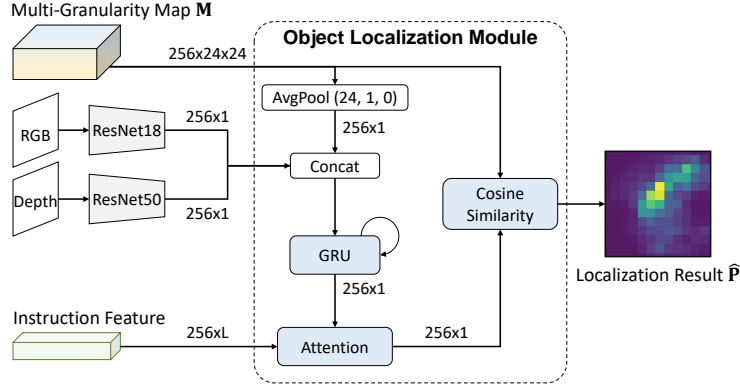 Multi-Granularity Map M
256x24x24
Object Localization Module
AvgPool (24, 1, 0)
256x1
RGB
ResNet18
256x1
Concat
Depth
ResNet50
256x1
Cosine
Similarity
GRU
256x1
Localization Result P̂
Instruction Feature
256xL
Attention
256x1